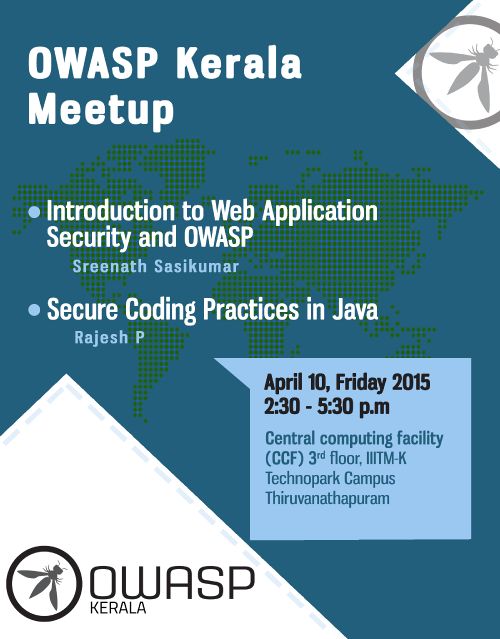 OWASP Kerala
Meetup
Introduction to Web Application
Security and OWASP
Sreenath Sasikumar
Secure Coding Practices in Java
Rajesh P
April 10, Friday 2015
2:30 - 5:30 p.m
Central computing facility
(CCF) 3rd floor, IIITM-K
Technopark Campus
Thiruvanathapuram
OWASP
KERALA